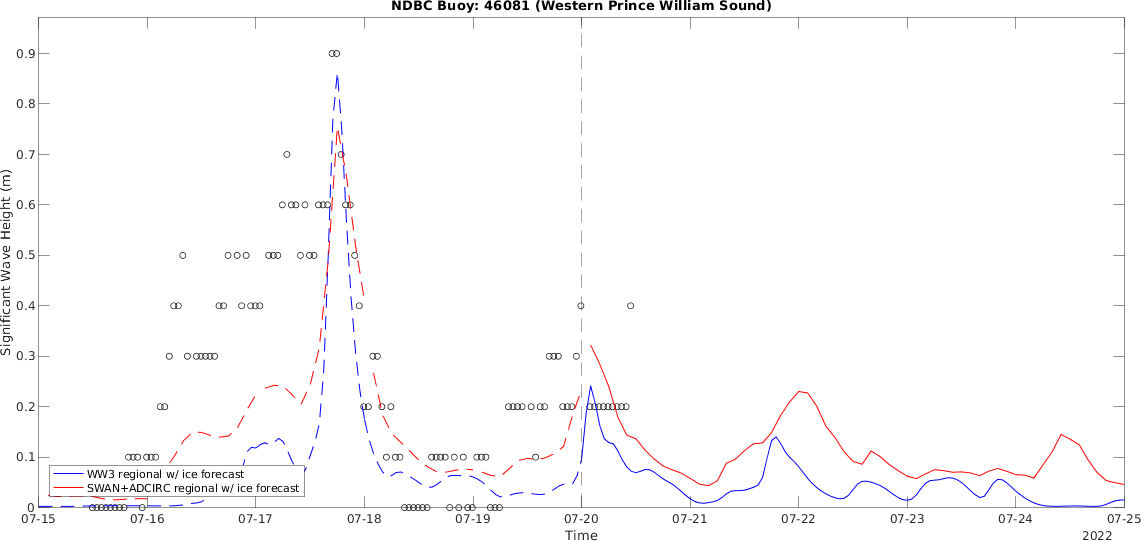 NDBC Buoy: 46081 (Western Prince William Sound)
Significant Wave Height (m)
0.9
0.8
0.7
0.6
0.5
0.4
0.3
0.2
0.1
0
WW3 regional w/ ice forecast
SWAN+ADCIRC regional w/ ice forecast
07-15 07-16 07-17 07-18 07-19 07-20 07-21 07-22 07-23 07-24 07-25
Time
2022